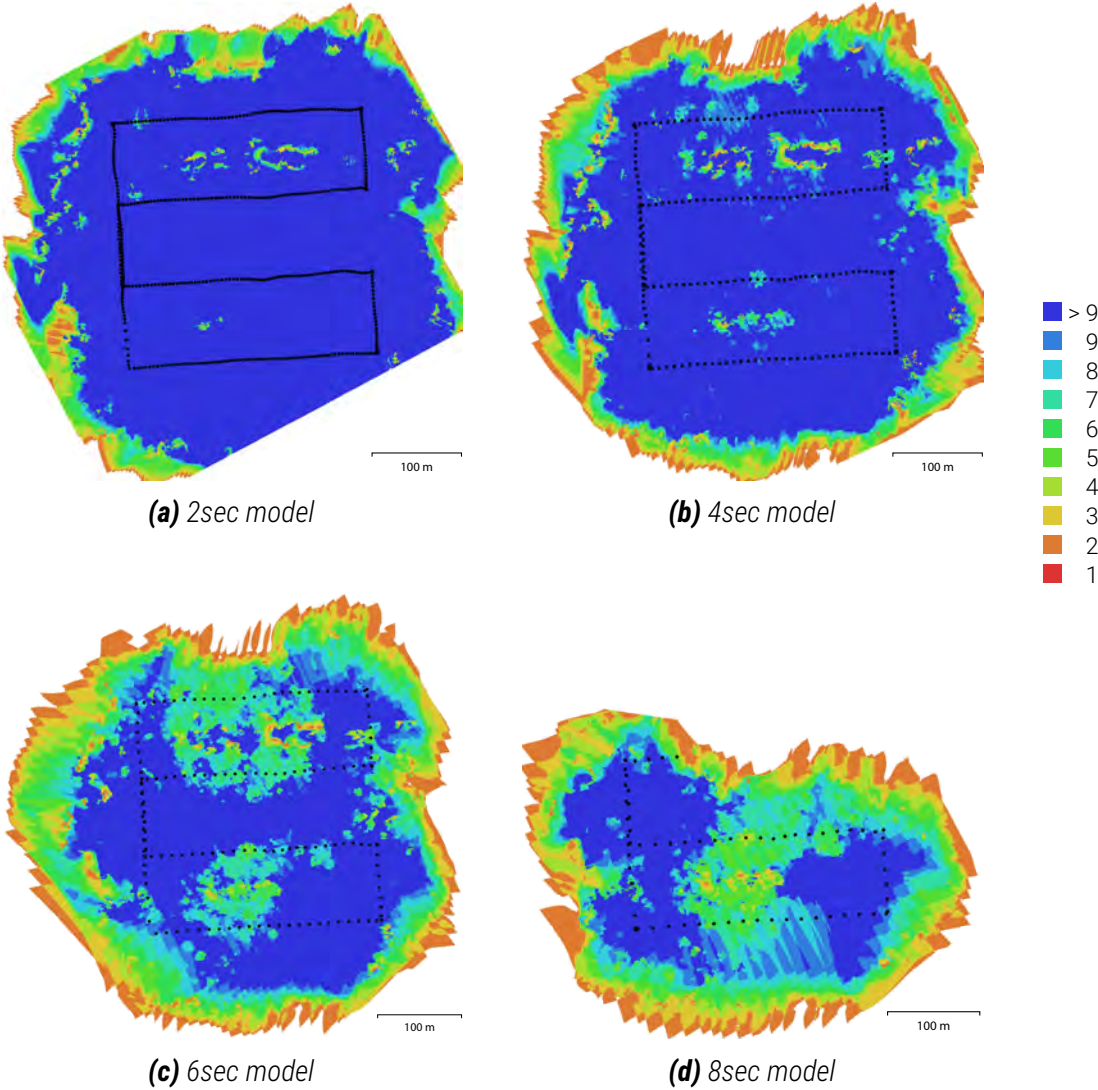 100 m
100 m
(a) 2sec model
(b) 4sec model
> 9
9
8
7
6
5
4
3
2
1
100 m
100 m
(c) 6sec model
(d) 8sec model